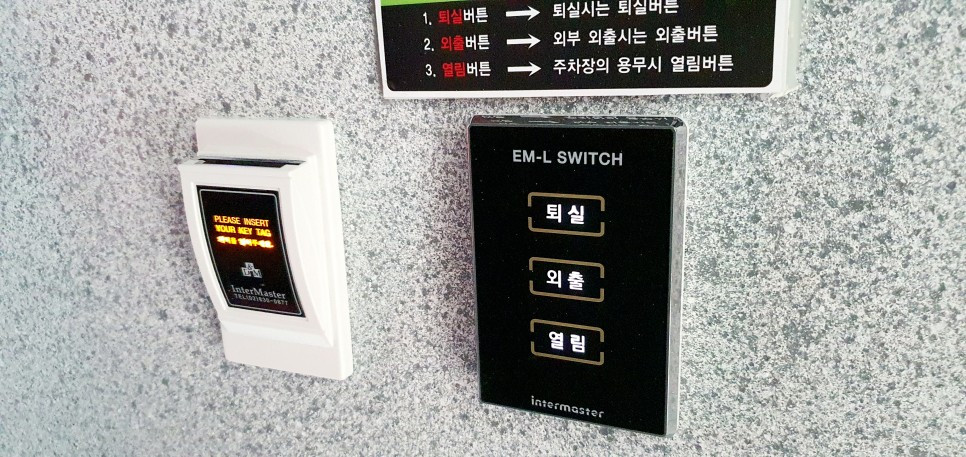 1. 퇴실버튼 → 퇴실시는 퇴실버튼
2. 외출버튼 → 외부 외출시는 외출버튼
3. 열림버튼 → 주차장의 용무시 열림버튼
PLEASE INSERT
YOUR KEY TAG
InterMaster
EM-L SWITCH
퇴실
외출
열림
intermaster